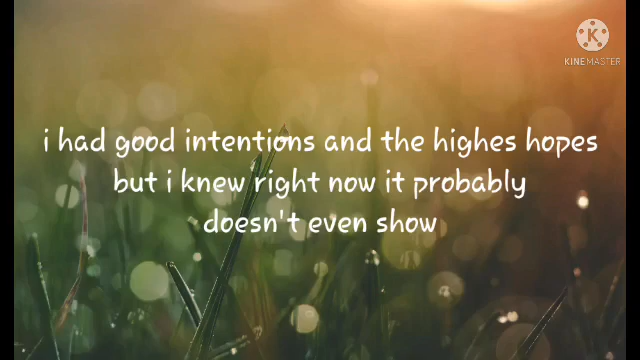 K
KINEMASTER
i had good intentions and the highes hopes
but i knew right now it probably
doesn't even show